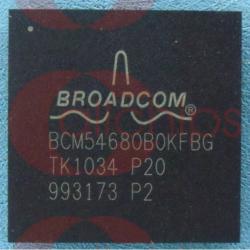 BROADCOM®
BCM54680B0KFBG
TK1034 P20
993173 P2